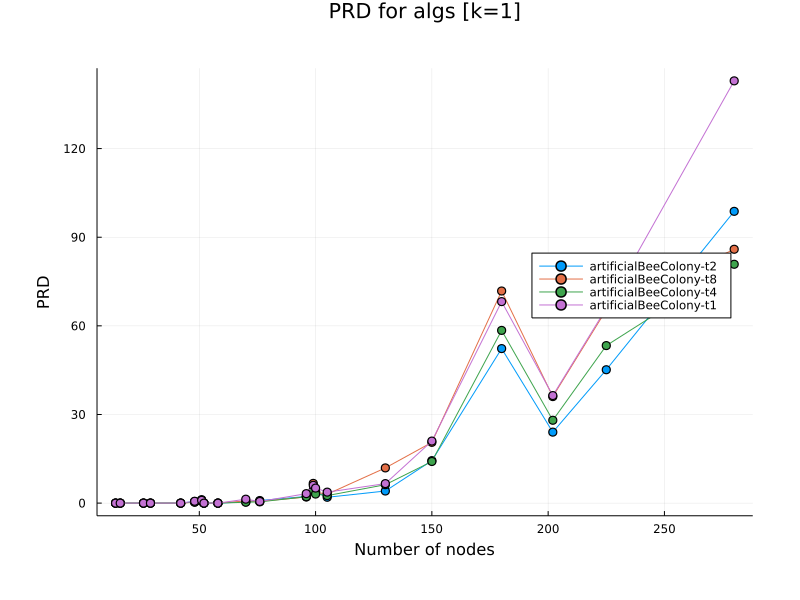 PRD for algs [k=1]
120
90
60
30
0
PRD
artificialBeeColony-t2
artificialBeeColony-t8
artificialBeeColony-t4
artificialBeeColony-t1
50
100
150
200
250
Number of nodes